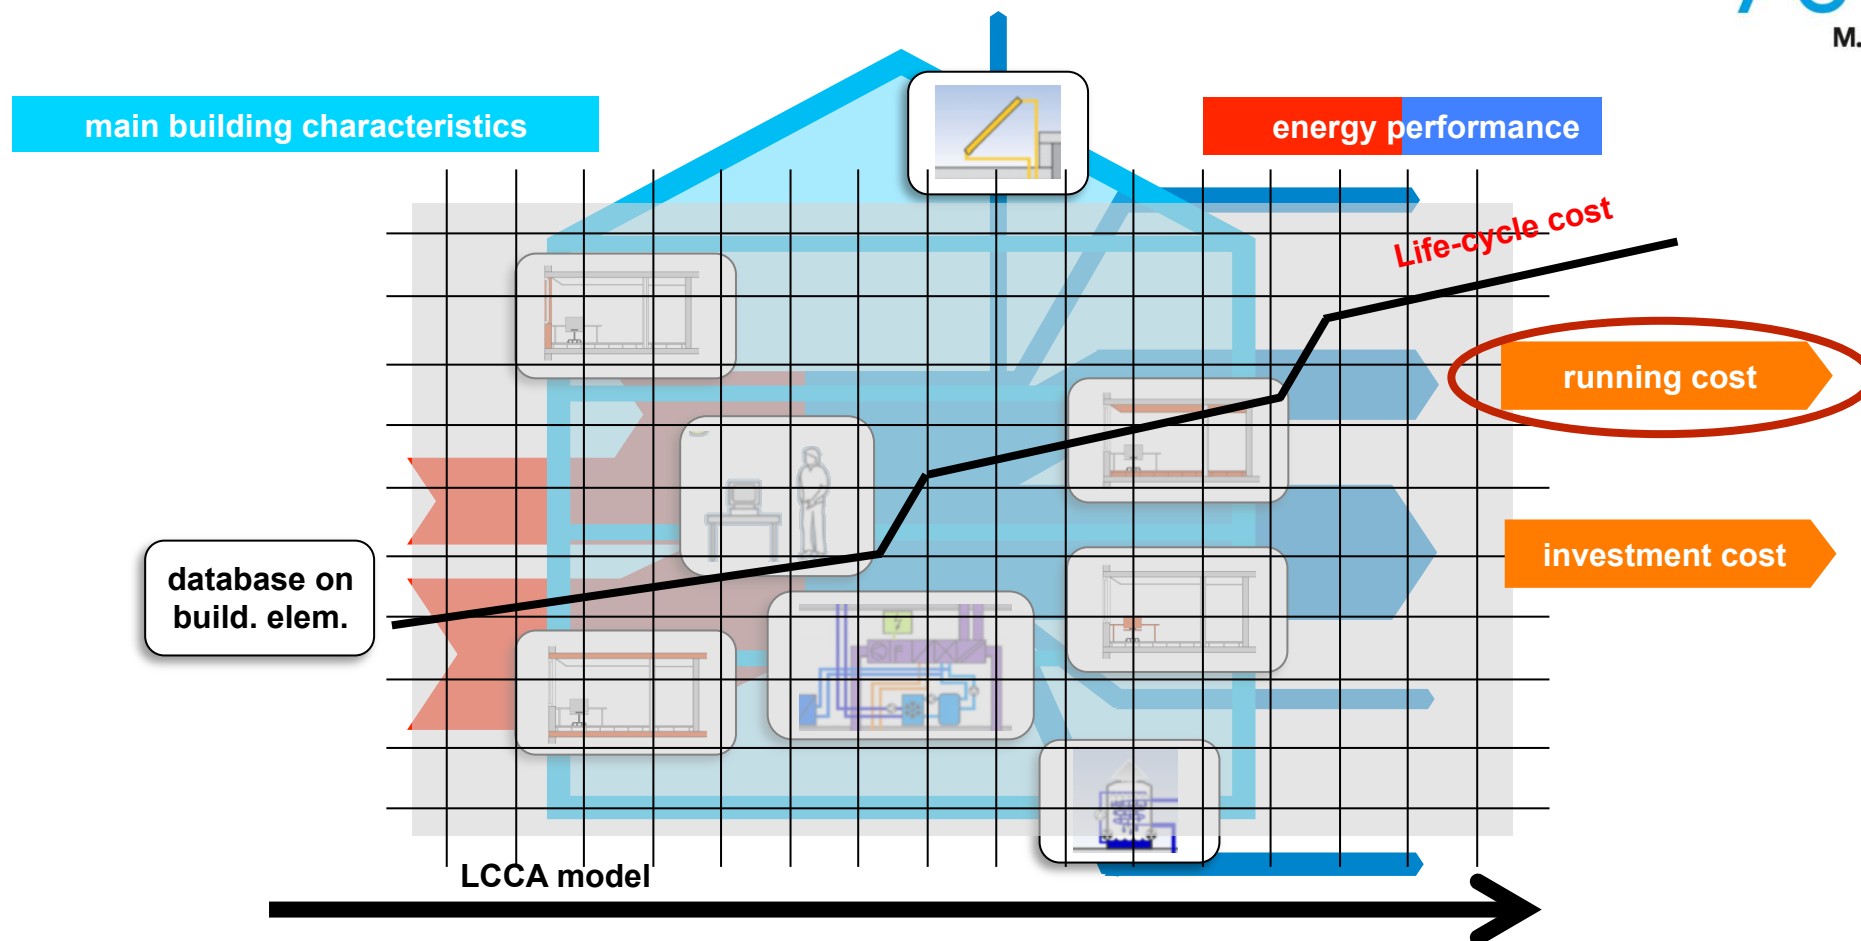 M.
main building characteristics
energy performance
Life-cycle cost
running cost
database on
build. elem.
investment cost
LCCA model